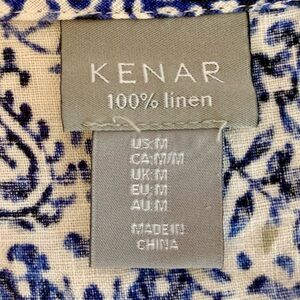 KENAR
100% linen
US:M
CA:M/M
UK:M
EU:M
AU:M
MADE IN
CHINA